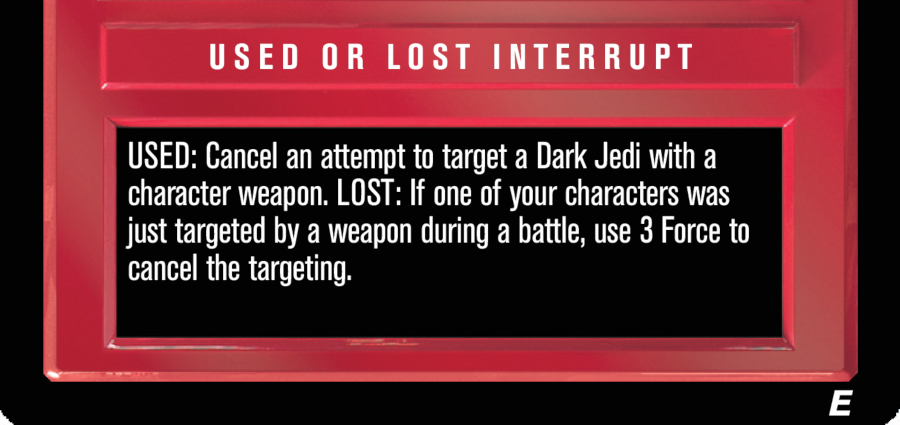 USED OR LOST INTERRUPT
USED: Cancel an attempt to target a Dark Jedi with a
character weapon. LOST: If one of your characters was
just targeted by a weapon during a battle, use 3 Force to
cancel the targeting.
E